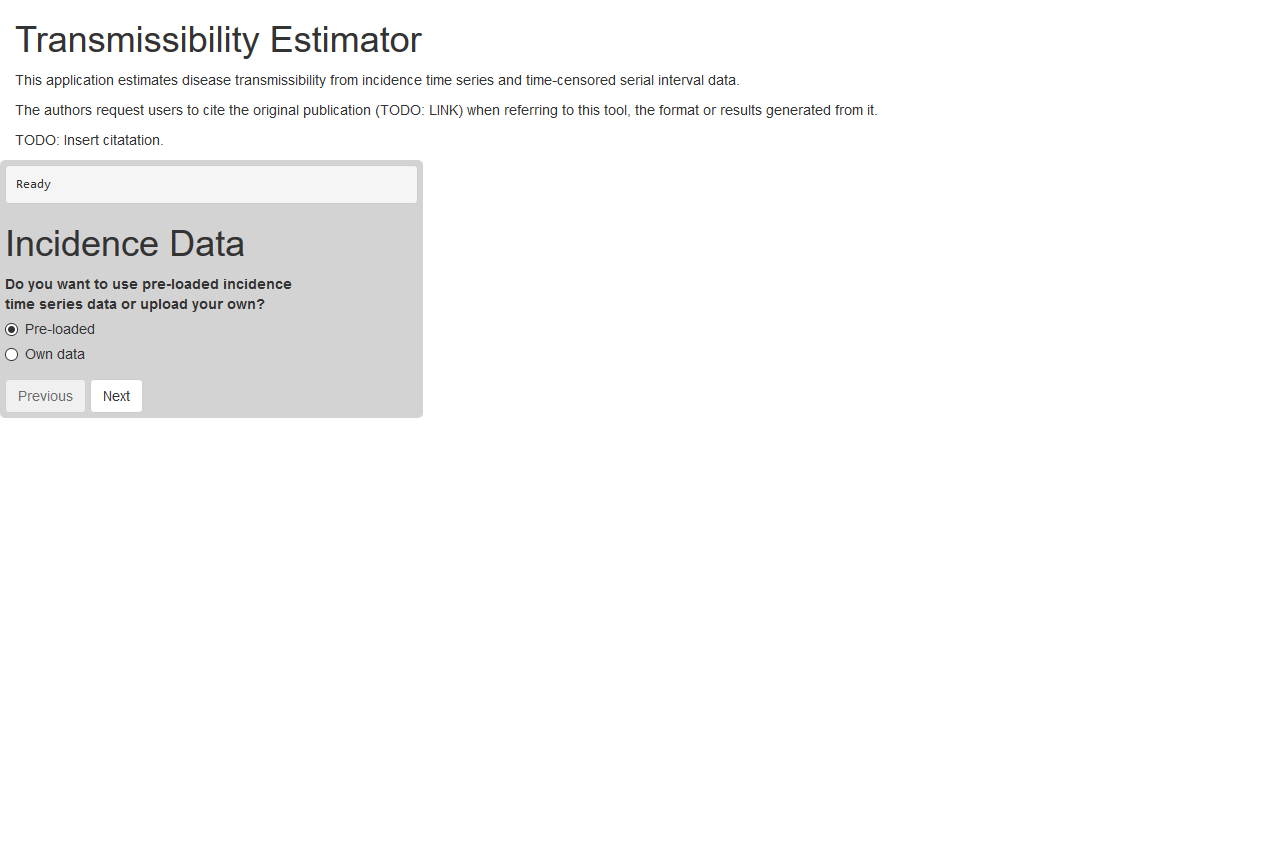 Transmissibility Estimator
This application estimates disease transmissibility from incidence time series and time-censored serial interval data.
The authors request users to cite the original publication (TODO: LINK) when referring to this tool, the format or results generated from it.
TODO: Insert citatation.
Ready
Incidence Data
Do you want to use pre-loaded incidence
time series data or upload your own?
Pre-loaded
Own data
Previous Next